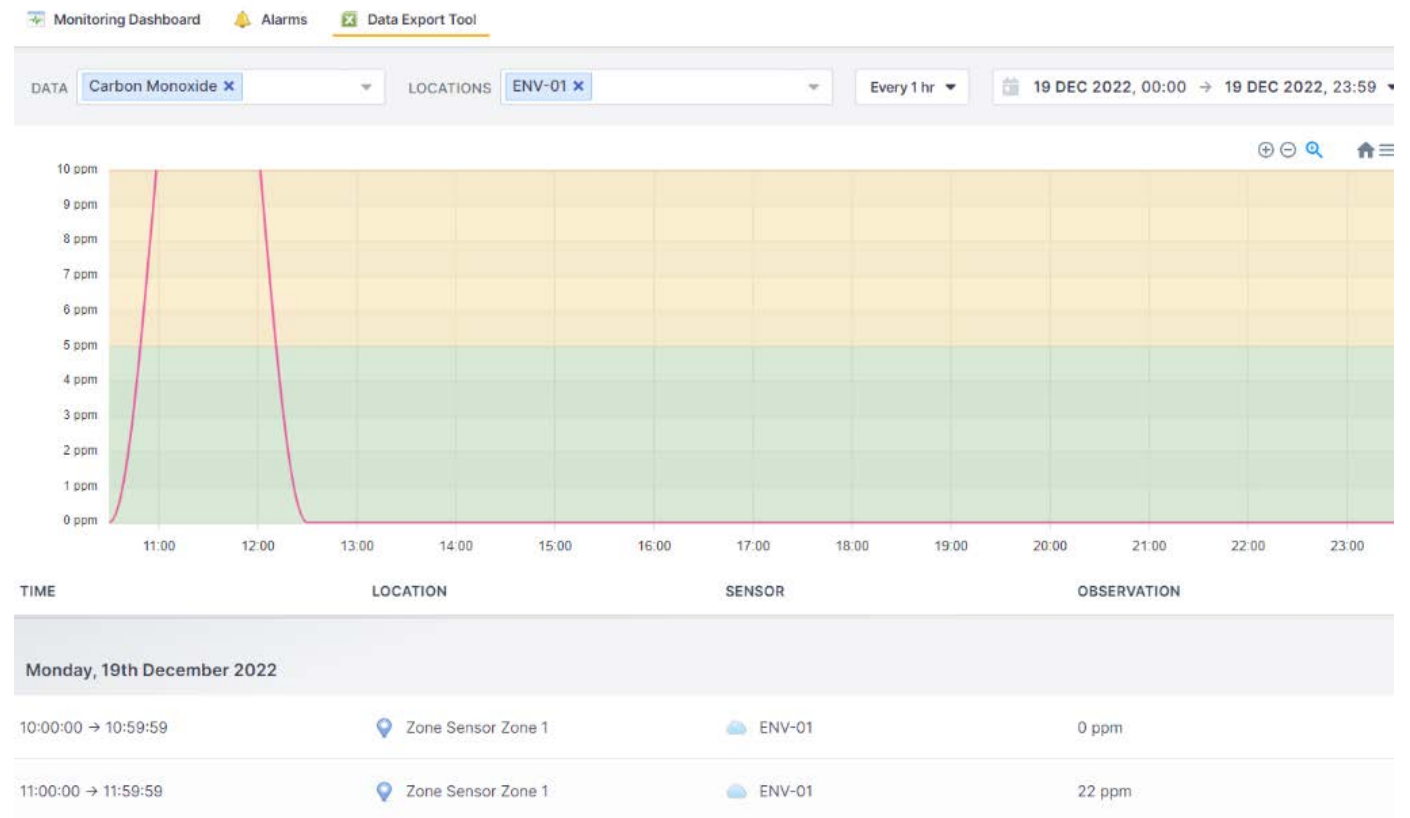 Monitoring Dashboard Alarms Data Export Tool
DATA Carbon Monoxide × LOCATIONS ENV-01 × Every 1 hr 19 DEC 2022, 00:00 → 19 DEC 2022, 23:59
10 ppm
9 ppm
8 ppm
7 ppm
6 ppm
5 ppm
4 ppm
3 ppm
2 ppm
1 ppm
0 ppm
11:00 12:00 13:00 14:00 15:00 16:00 17:00 18:00 19:00 20:00 21:00 22:00 23:00
TIME LOCATION SENSOR OBSERVATION
Monday, 19th December 2022
10:00:00 → 10:59:59 Zone Sensor Zone 1 ENV-01 0 ppm
11:00:00 → 11:59:59 Zone Sensor Zone 1 ENV-01 22 ppm